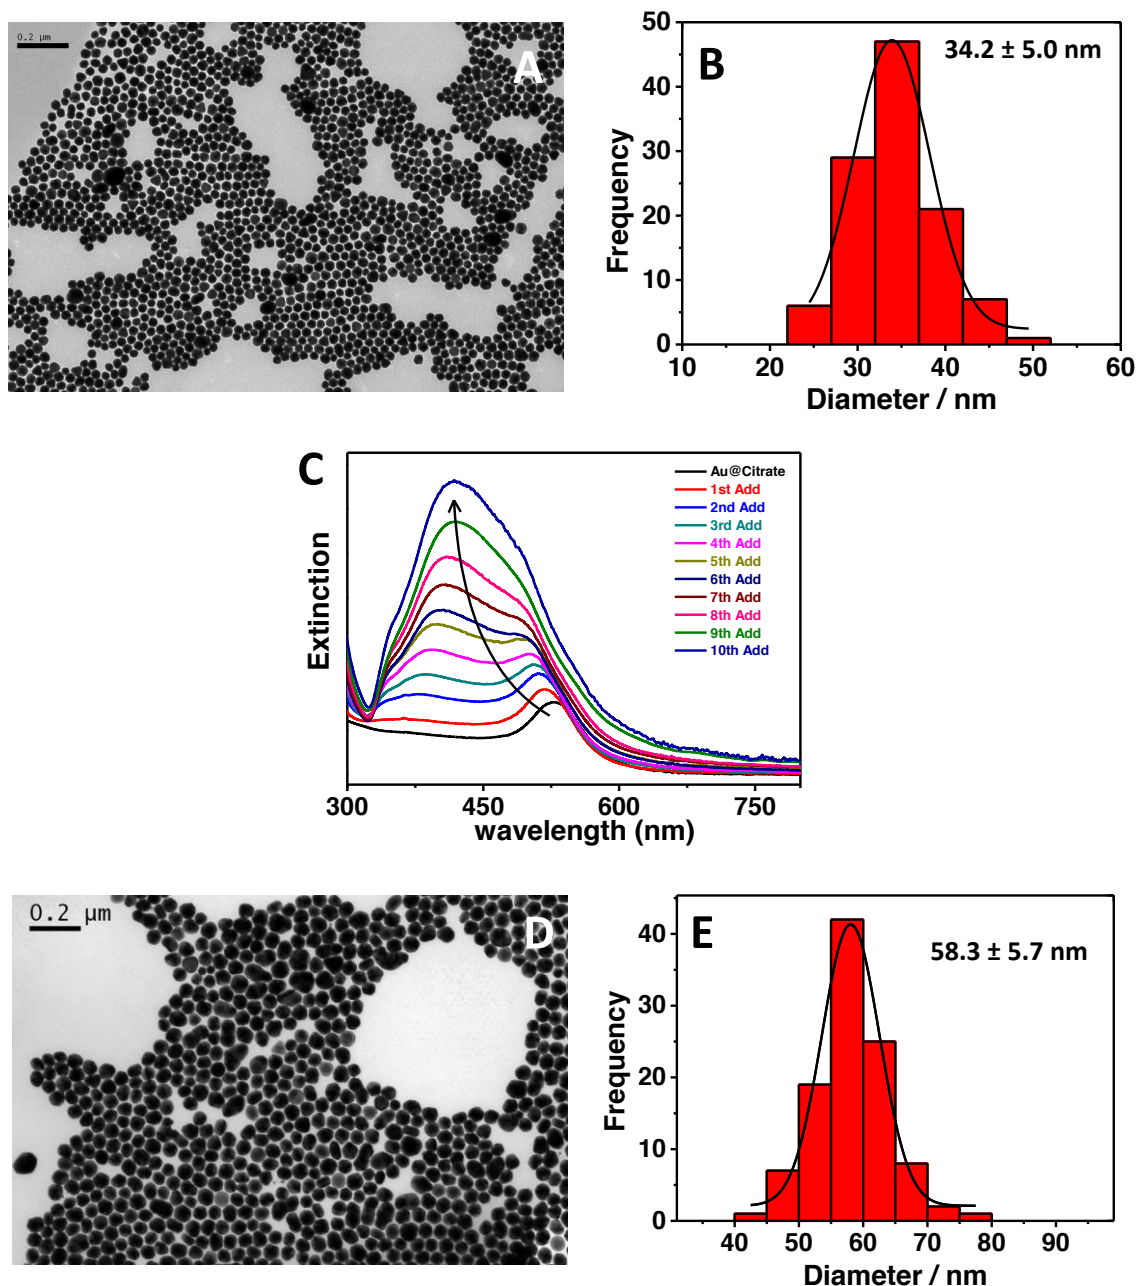 0.2 µm
A
B
34.2 ± 5.0 nm
50
40
30
20
10
0
Frequency
10 20 30 40 50 60
Diameter / nm
C
Extinction
Au@Citrate
1st Add
2nd Add
3rd Add
4th Add
5th Add
6th Add
7th Add
8th Add
9th Add
10th Add
300 450 600 750
wavelength (nm)
0.2 µm
D
E
58.3 ± 5.7 nm
40
30
20
10
0
Frequency
40 50 60 70 80 90
Diameter / nm